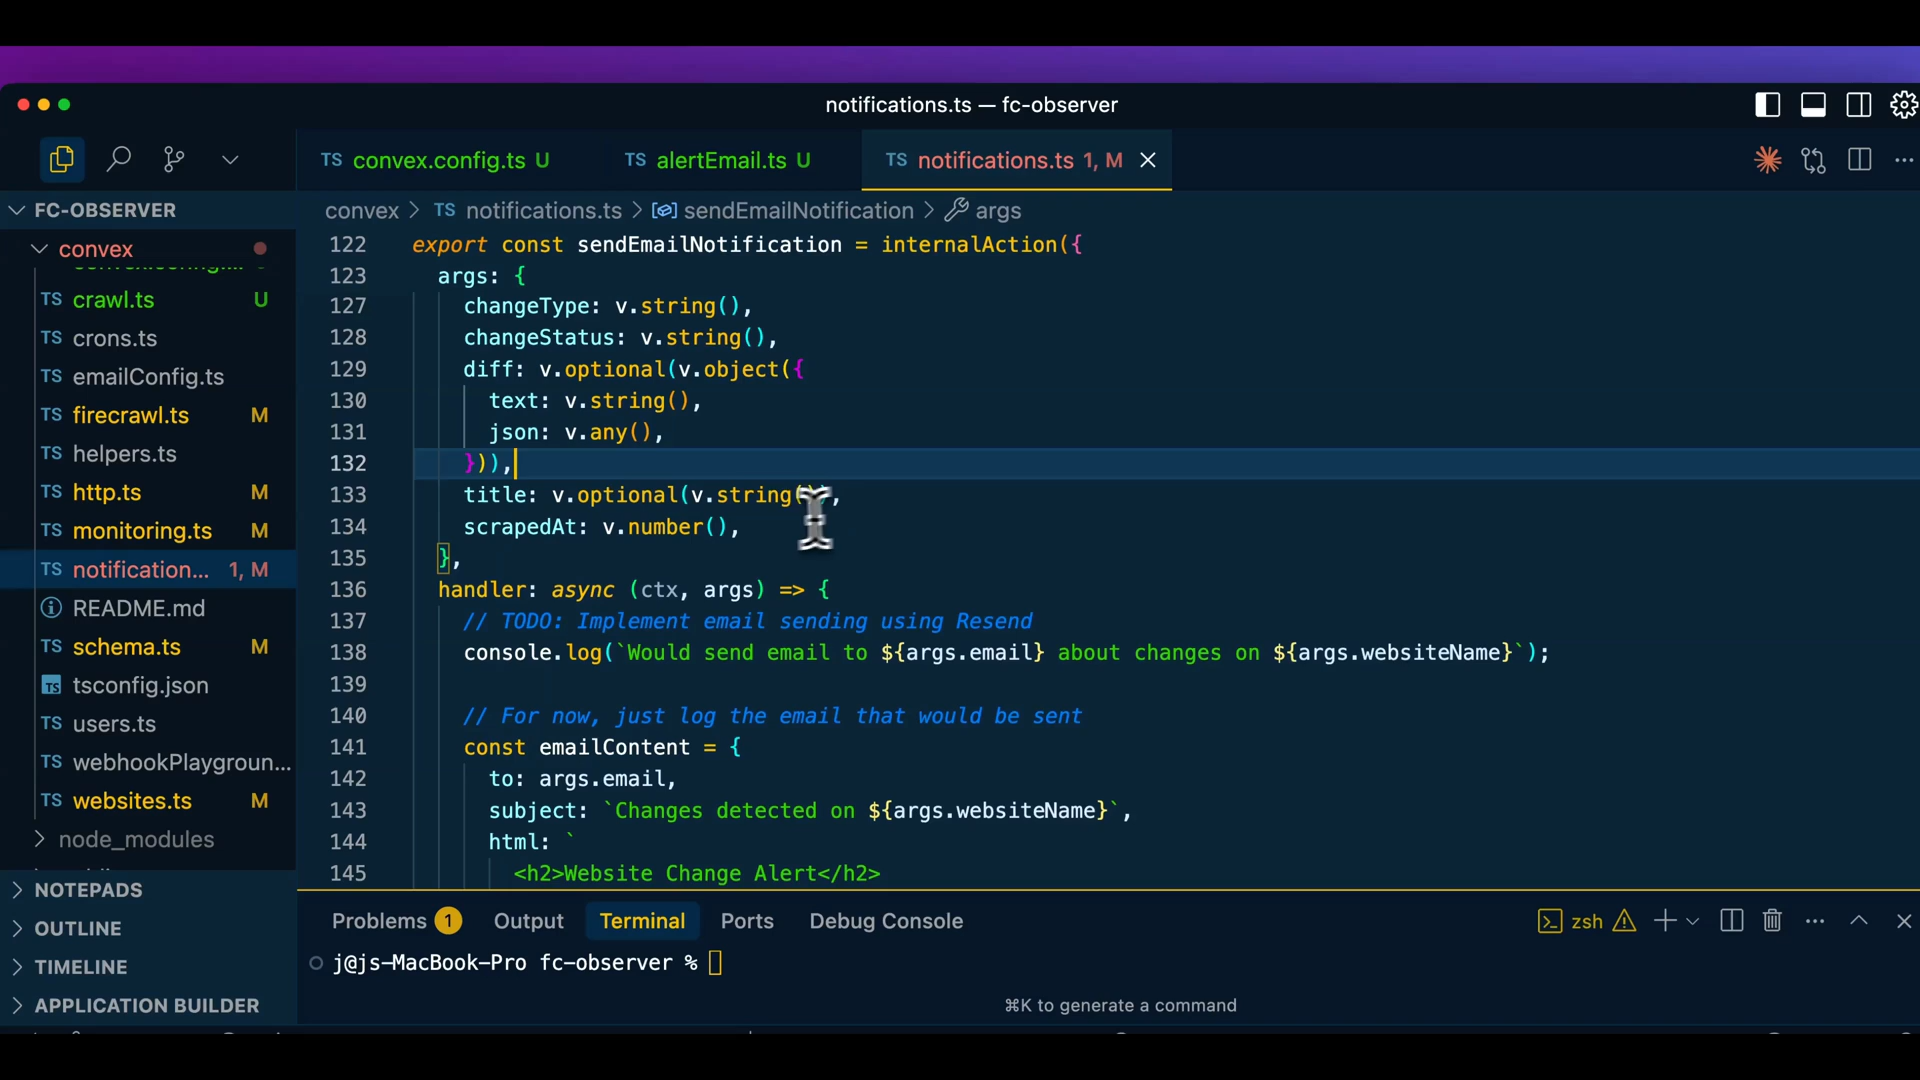 notifications.ts — fc-observer
TS convex.config.ts U
TS alertEmail.ts U
TS notifications.ts 1, M
FC-OBSERVER
convex > TS notifications.ts > sendEmailNotification > args
convex
TS crawl.ts U
TS crons.ts
TS emailConfig.ts
TS firecrawl.ts M
TS helpers.ts
TS http.ts M
TS monitoring.ts M
TS notification... 1, M
README.md
TS schema.ts M
TS tsconfig.json
TS users.ts
TS webhookPlaygroun...
TS websites.ts M
node_modules
NOTEPADS
OUTLINE
TIMELINE
APPLICATION BUILDER
122 export const sendEmailNotification = internalAction({
123 args: {
127 changeType: v.string(),
128 changeStatus: v.string(),
129 diff: v.optional(v.object({
130 text: v.string(),
131 json: v.any(),
132 })),
133 title: v.optional(v.string()),
134 scrapedAt: v.number(),
135 },
136 handler: async (ctx, args) => {
137 // TODO: Implement email sending using Resend
138 console.log(`Would send email to ${args.email} about changes on ${args.websiteName}`);
139
140 // For now, just log the email that would be sent
141 const emailContent = {
142 to: args.email,
143 subject: `Changes detected on ${args.websiteName}`,
144 html: `
145 <h2>Website Change Alert</h2>
Problems 1 Output Terminal Ports Debug Console
zsh
j@js-MacBook-Pro fc-observer %
⌘K to generate a command